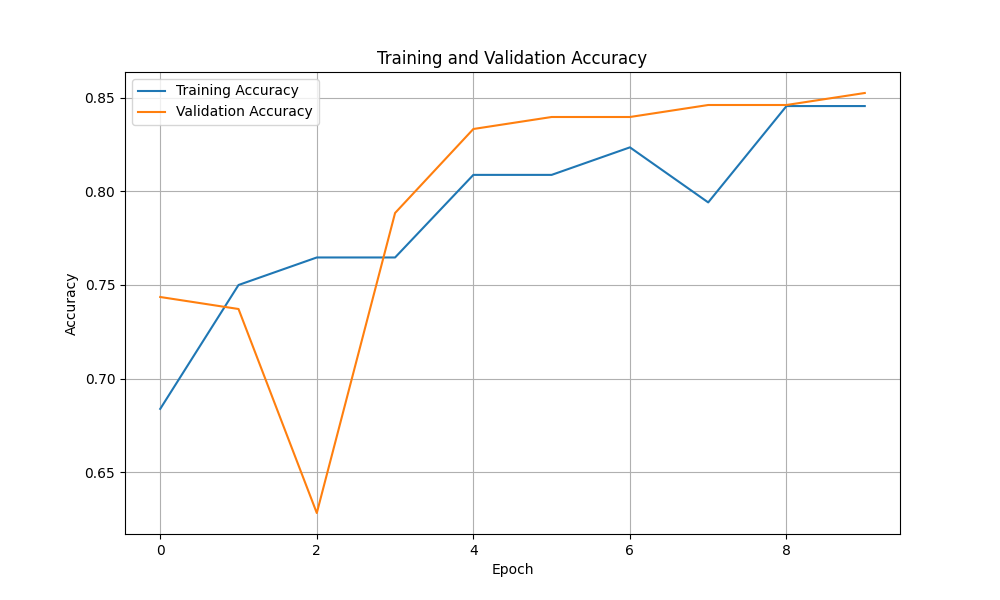 Training and Validation Accuracy
Training Accuracy
Validation Accuracy
0.85
0.80
0.75
0.70
0.65
Accuracy
0 2 4 6 8
Epoch